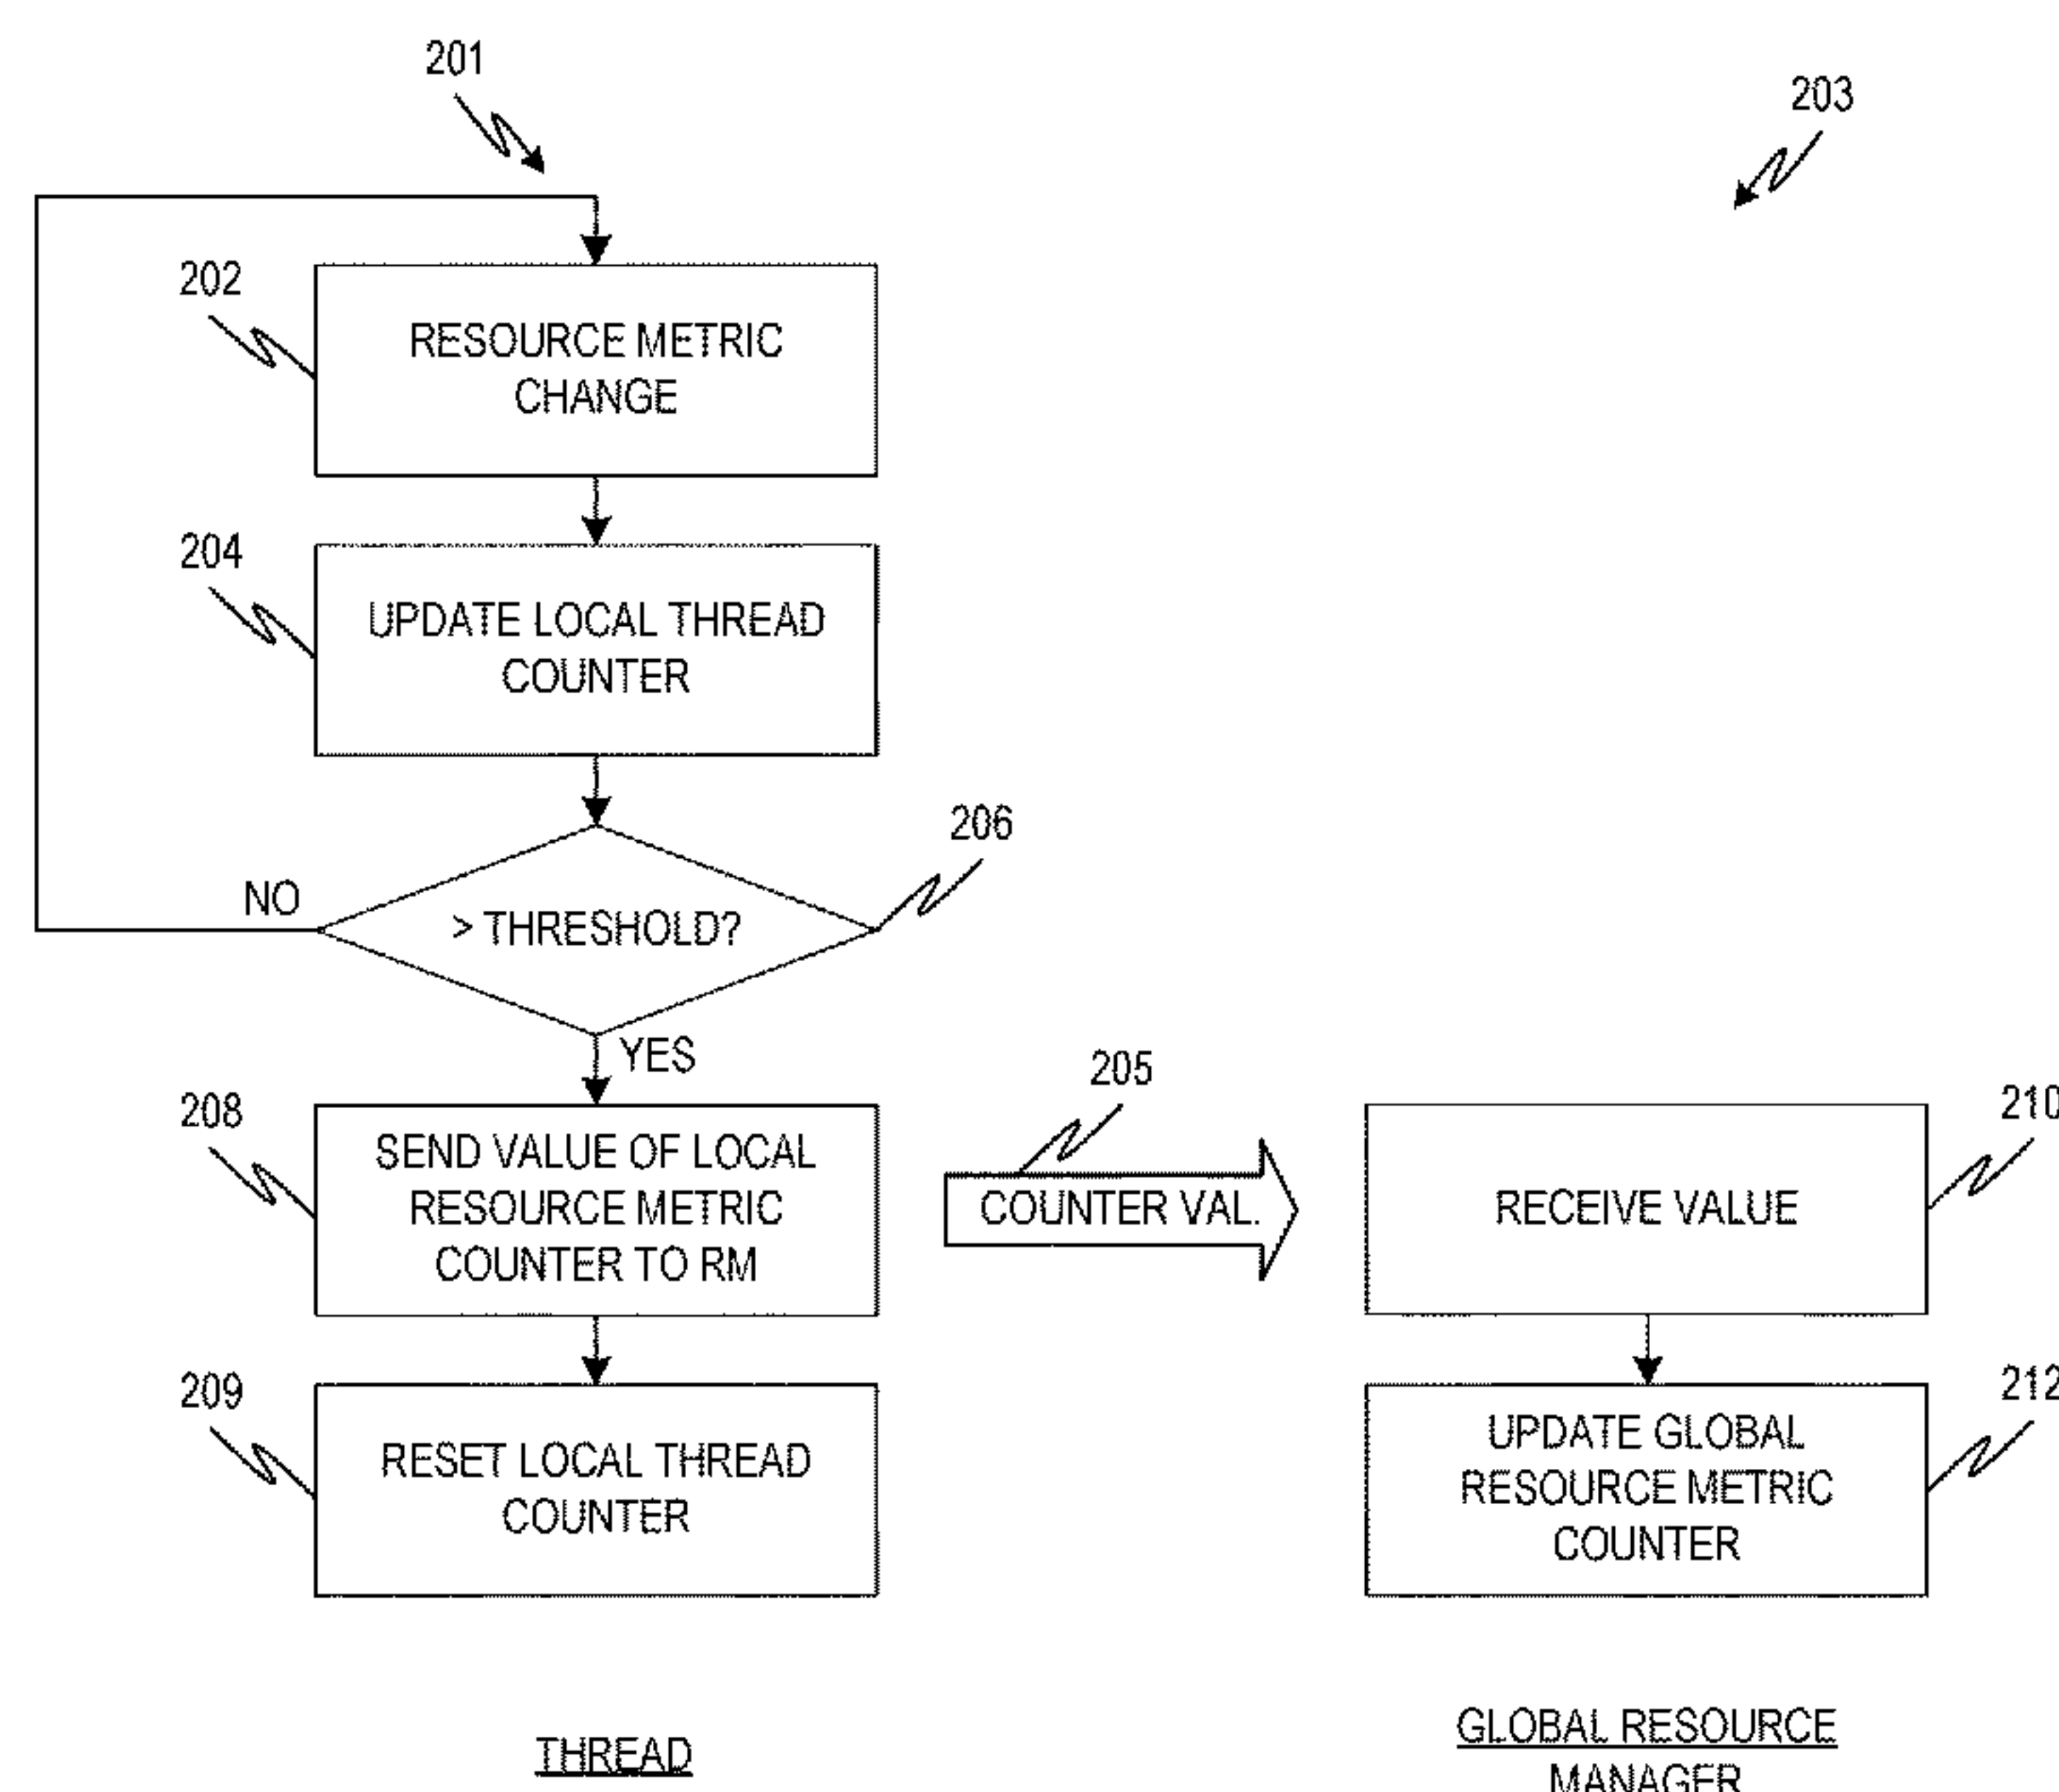 201
203
202
RESOURCE METRIC
CHANGE
204
UPDATE LOCAL THREAD
COUNTER
206
NO
> THRESHOLD?
YES
205
208
SEND VALUE OF LOCAL
RESOURCE METRIC
COUNTER TO RM
COUNTER VAL.
210
RECEIVE VALUE
209
RESET LOCAL THREAD
COUNTER
212
UPDATE GLOBAL
RESOURCE METRIC
COUNTER
THREAD
GLOBAL RESOURCE
MANAGER